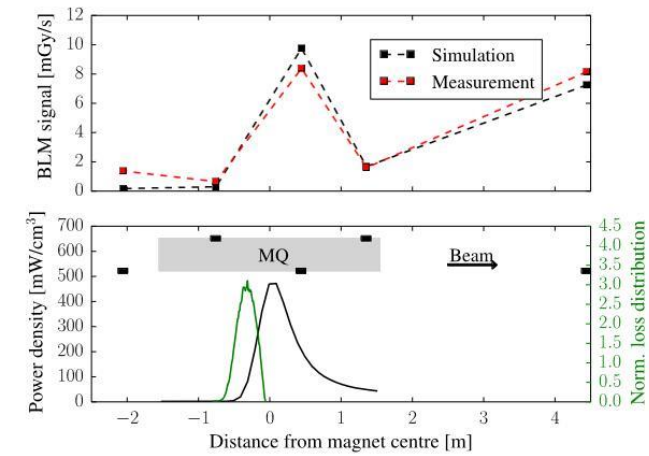 12
10
8
6
4
2
0
BLM signal [mGy/s]
Simulation
Measurement
700
600
500
400
300
200
100
0
Power density [mW/cm³]
MQ
Beam
4.5
4.0
3.5
3.0
2.5
2.0
1.5
1.0
0.5
0.0
Norm. loss distribution
−2 −1 0 1 2 3 4
Distance from magnet centre [m]